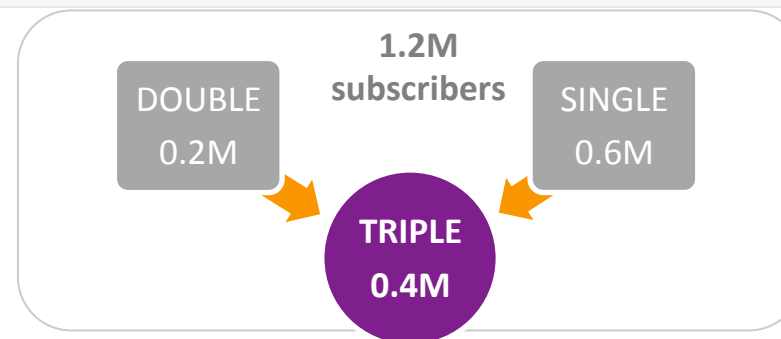 1.2M
subscribers
DOUBLE
0.2M
SINGLE
0.6M
TRIPLE
0.4M